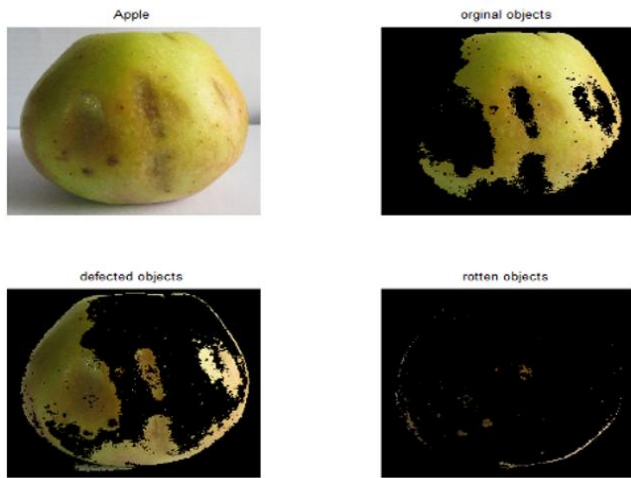 Apple
orginal objects
defected objects
rotten objects